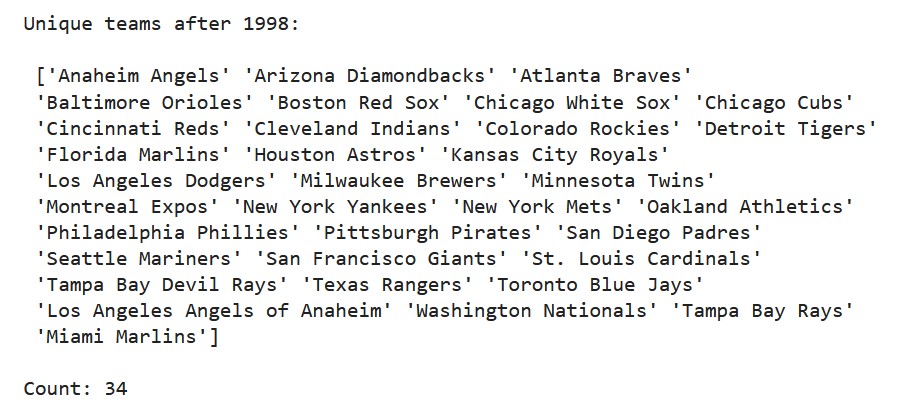 Unique teams after 1998:
['Anaheim Angels' 'Arizona Diamondbacks' 'Atlanta Braves'
'Baltimore Orioles' 'Boston Red Sox' 'Chicago White Sox' 'Chicago Cubs'
'Cincinnati Reds' 'Cleveland Indians' 'Colorado Rockies' 'Detroit Tigers'
'Florida Marlins' 'Houston Astros' 'Kansas City Royals'
'Los Angeles Dodgers' 'Milwaukee Brewers' 'Minnesota Twins'
'Montreal Expos' 'New York Yankees' 'New York Mets' 'Oakland Athletics'
'Philadelphia Phillies' 'Pittsburgh Pirates' 'San Diego Padres'
'Seattle Mariners' 'San Francisco Giants' 'St. Louis Cardinals'
'Tampa Bay Devil Rays' 'Texas Rangers' 'Toronto Blue Jays'
'Los Angeles Angels of Anaheim' 'Washington Nationals' 'Tampa Bay Rays'
'Miami Marlins']
Count: 34